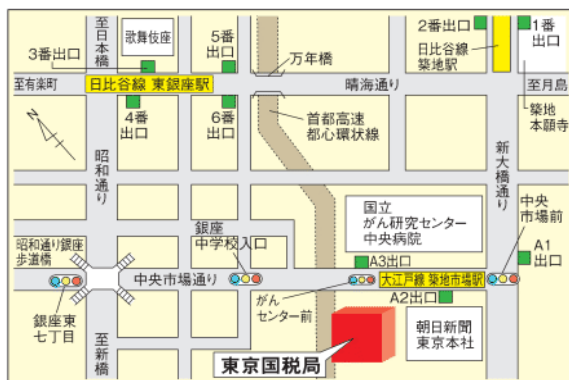 至日本橋
歌舞伎座
3番出口
5番
出口
万年橋
2番出口
日比谷線
築地駅
1番
出口
至有楽町
日比谷線 東銀座駅
晴海通り
至月島
4番
出口
6番
出口
首都高速
都心環状線
築地
本願寺
昭和通り
新大橋通り
国立
がん研究センター
中央病院
中央
市場前
銀座
中学校入口
昭和通り銀座
歩道橋
A3出口
A1
出口
中央市場通り
大江戸線 築地市場駅
がん
センター前
A2出口
銀座東
七丁目
至新橋
朝日新聞
東京本社
東京国税局